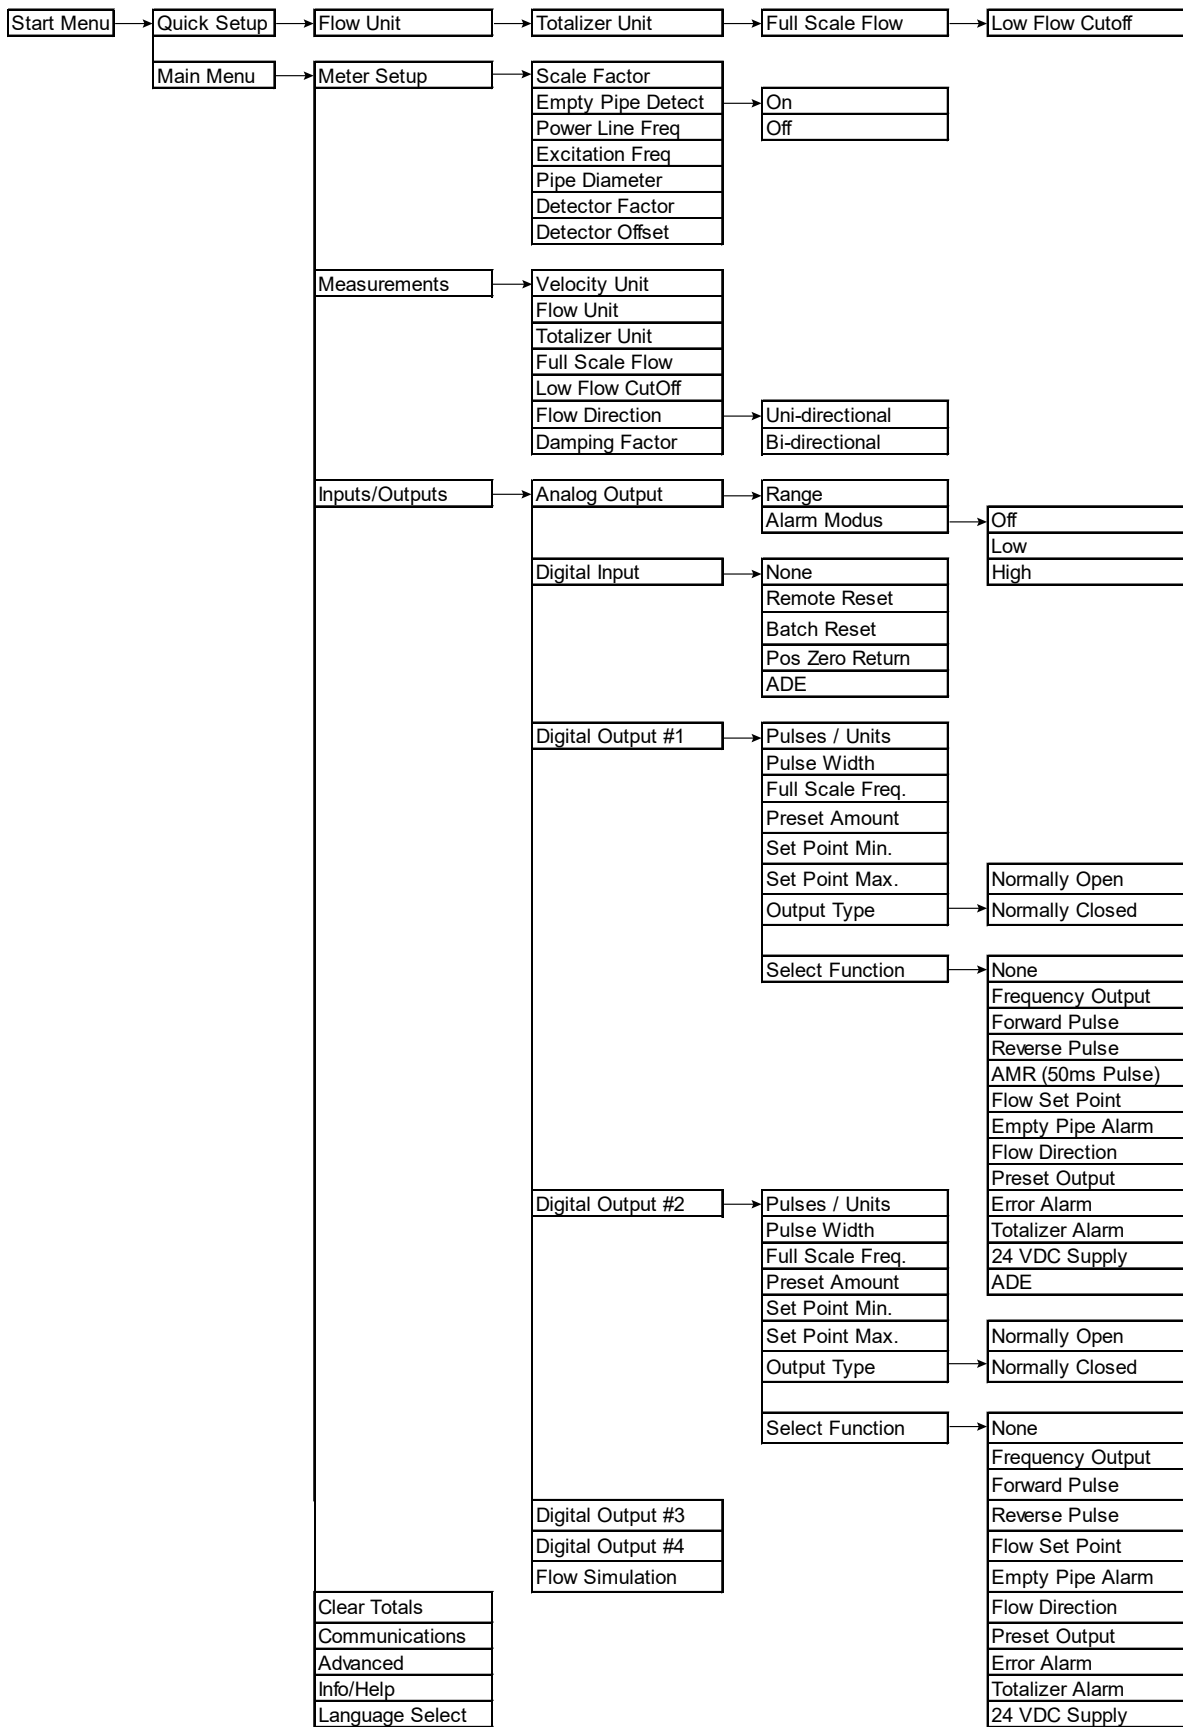 Start Menu
Quick Setup
Flow Unit
Totalizer Unit
Full Scale Flow
Low Flow Cutoff
Main Menu
Meter Setup
Scale Factor
Empty Pipe Detect
On
Power Line Freq
Off
Excitation Freq
Pipe Diameter
Detector Factor
Detector Offset
Measurements
Velocity Unit
Flow Unit
Totalizer Unit
Full Scale Flow
Low Flow CutOff
Flow Direction
Uni-directional
Damping Factor
Bi-directional
Inputs/Outputs
Analog Output
Range
Alarm Modus
Off
Low
High
Digital Input
None
Remote Reset
Batch Reset
Pos Zero Return
ADE
Digital Output #1
Pulses / Units
Pulse Width
Full Scale Freq.
Preset Amount
Set Point Min.
Set Point Max.
Output Type
Normally Open
Normally Closed
Select Function
None
Frequency Output
Forward Pulse
Reverse Pulse
AMR (50ms Pulse)
Flow Set Point
Empty Pipe Alarm
Flow Direction
Preset Output
Error Alarm
Totalizer Alarm
24 VDC Supply
ADE
Digital Output #2
Pulses / Units
Pulse Width
Full Scale Freq.
Preset Amount
Set Point Min.
Set Point Max.
Output Type
Normally Open
Normally Closed
Select Function
None
Frequency Output
Forward Pulse
Reverse Pulse
Flow Set Point
Empty Pipe Alarm
Flow Direction
Preset Output
Error Alarm
Totalizer Alarm
24 VDC Supply
Digital Output #3
Digital Output #4
Flow Simulation
Clear Totals
Communications
Advanced
Info/Help
Language Select